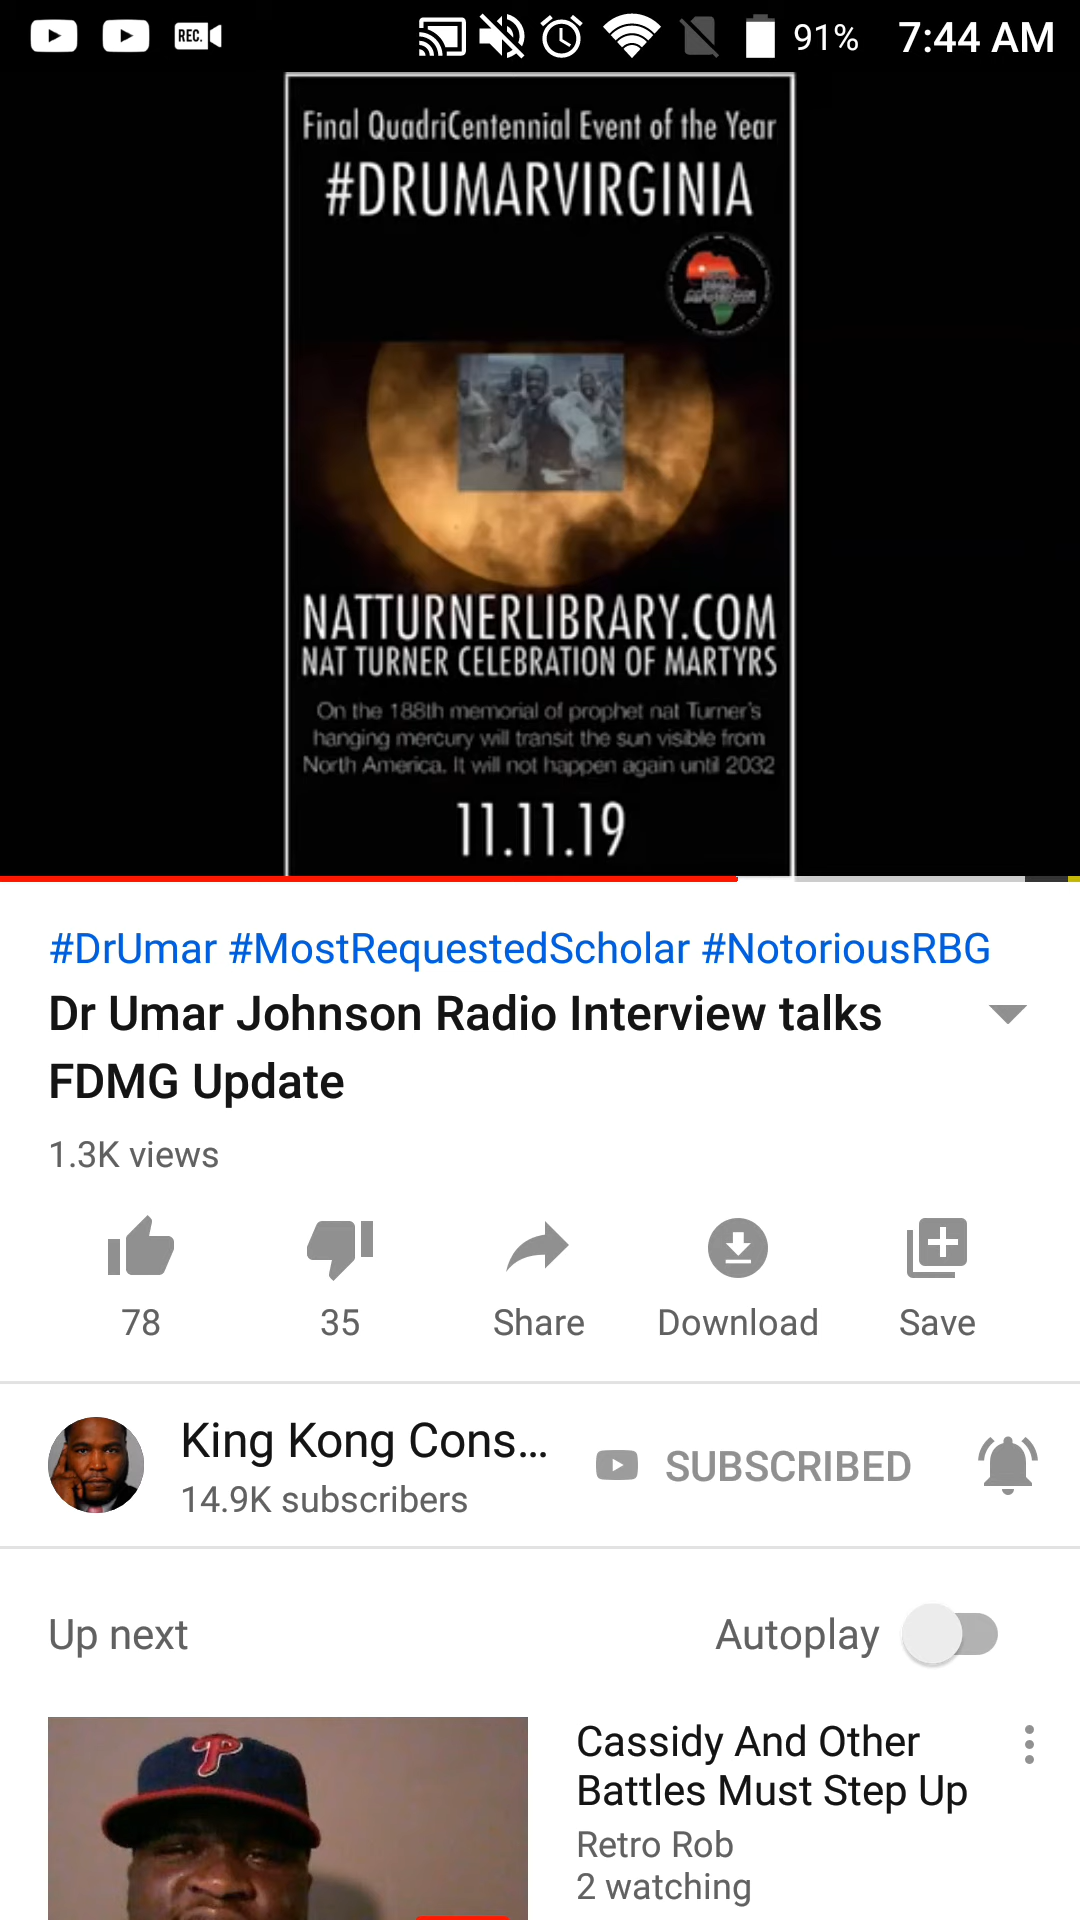 REC.
91%
7:44 AM
Final QuadriCentennial Event of the Year
#DRUMARVIRGINIA
NATTURNERLIBRARY.COM
NAT TURNER CELEBRATION OF MARTYRS
On the 188th memorial of prophet nat Turner's
hanging mercury will transit the sun visible from
North America. It will not happen again until 2032
11.11.19
#DrUmar #MostRequestedScholar #NotoriousRBG
Dr Umar Johnson Radio Interview talks
FDMG Update
1.3K views
78
35
Share
Download
Save
King Kong Cons...
14.9K subscribers
SUBSCRIBED
Up next
Autoplay
P
Cassidy And Other
Battles Must Step Up
Retro Rob
2 watching